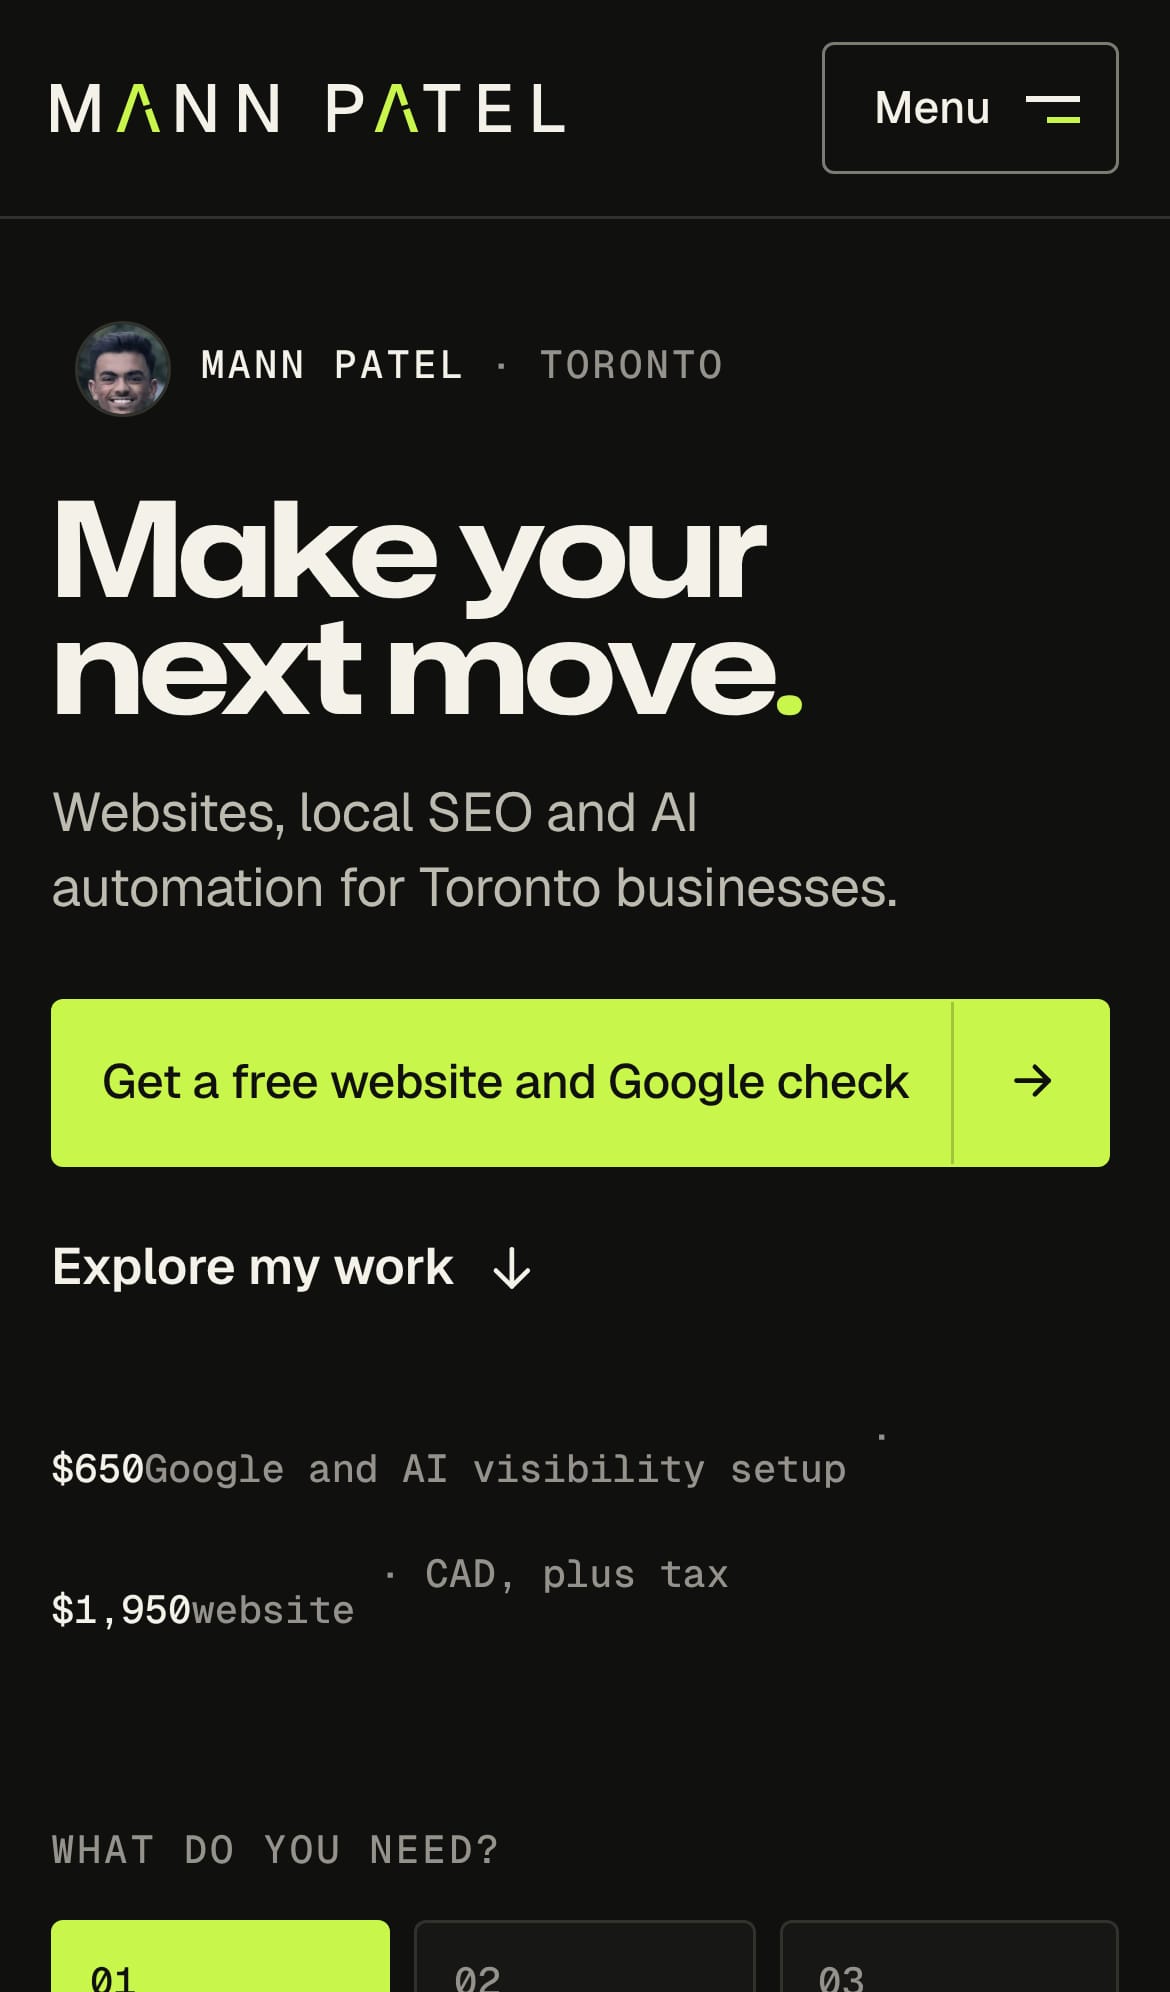 MANN PATEL
Menu
MANN PATEL · TORONTO
Make your
next move.
Websites, local SEO and AI
automation for Toronto businesses.
Get a free website and Google check →
Explore my work ↓
$650Google and AI visibility setup ·
$1,950website · CAD, plus tax
WHAT DO YOU NEED?
01 02 03